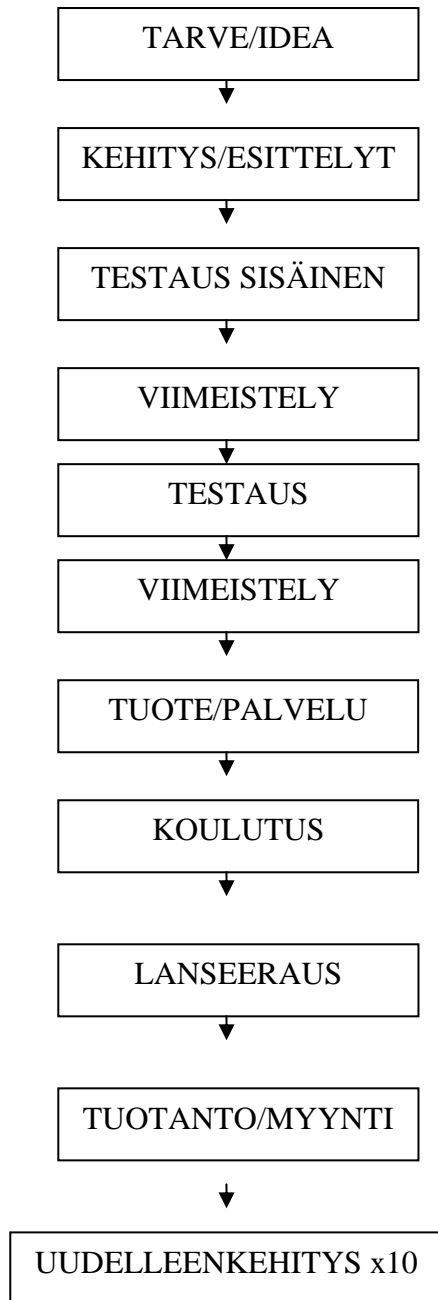 TARVE/IDEA
KEHITYS/ESITTELYT
TESTAUS SISÄINEN
VIIMEISTELY
TESTAUS
VIIMEISTELY
TUOTE/PALVELU
KOULUTUS
LANSEERAUS
TUOTANTO/MYYNTI
UUDELLEENKEHITYS x10